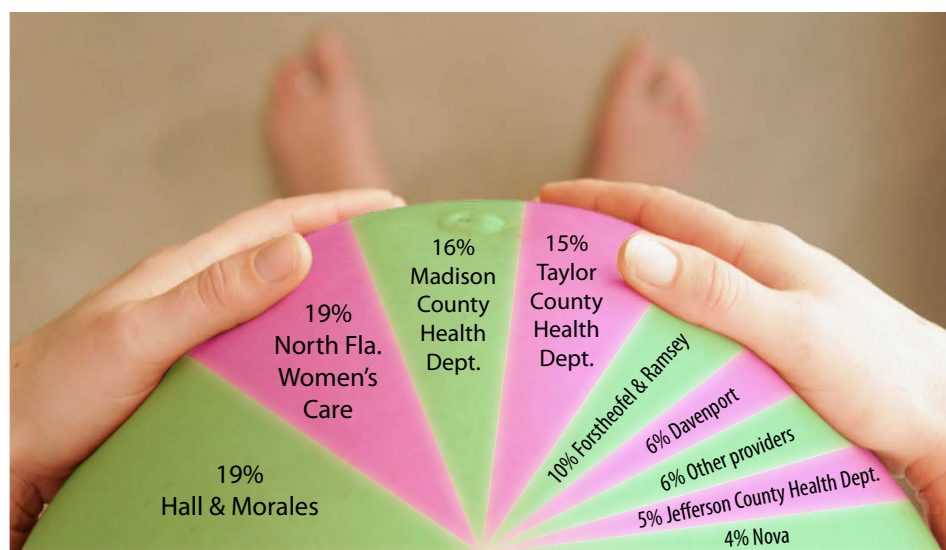 19%
Hall & Morales
19%
North Fla.
Women's
Care
16%
Madison
County
Health
Dept.
15%
Taylor
County
Health
Dept.
10% Forstheofel & Ramsey
6% Davenport
6% Other providers
5% Jefferson County Health Dept.
4% Nova